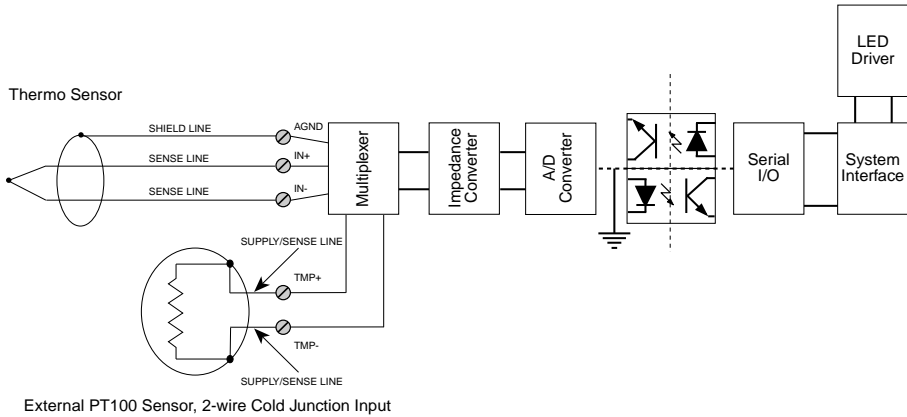 LED
Driver
Thermo Sensor
SHIELD LINE
AGND
SENSE LINE
IN+
SENSE LINE
IN-
Multiplexer
Impedance
Converter
A/D
Converter
Serial
I/O
System
Interface
SUPPLY/SENSE LINE
TMP+
TMP-
SUPPLY/SENSE LINE
External PT100 Sensor, 2-wire Cold Junction Input